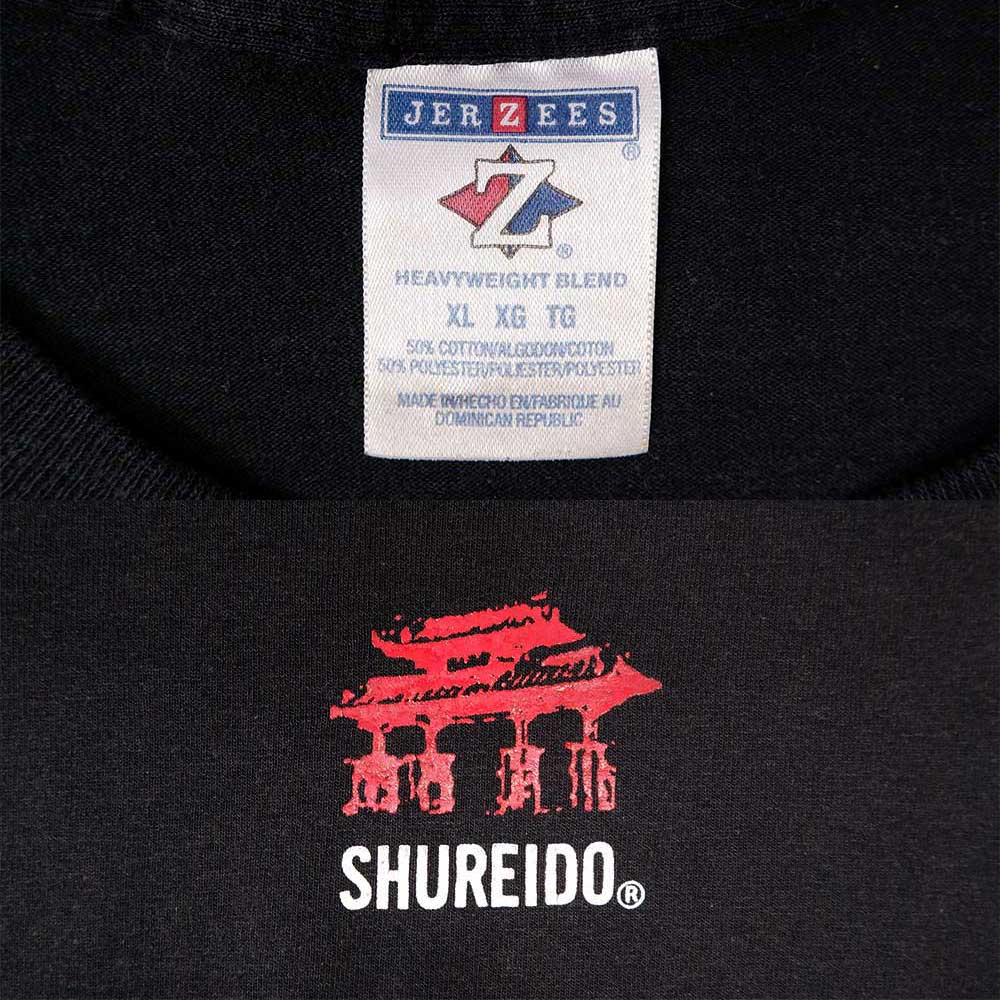 JERZEES®
Z®
HEAVYWEIGHT BLEND
XL XG TG
50% COTTON/ALGODON/COTON
50% POLYESTER/POLIESTER/POLYESTER
MADE IN/HECHO EN/FABRIQUE AU
DOMINICAN REPUBLIC
SHUREIDO®